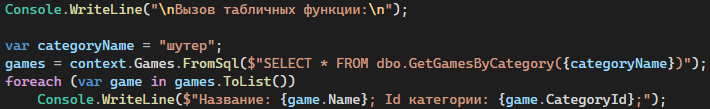 Console.WriteLine("\nВызов табличных функции:\n");
var categoryName = "шутер";
games = context.Games.FromSql($"SELECT * FROM dbo.GetGamesByCategory({categoryName})");
foreach (var game in games.ToList())
    Console.WriteLine($"Название: {game.Name}; Id категории: {game.CategoryId};");